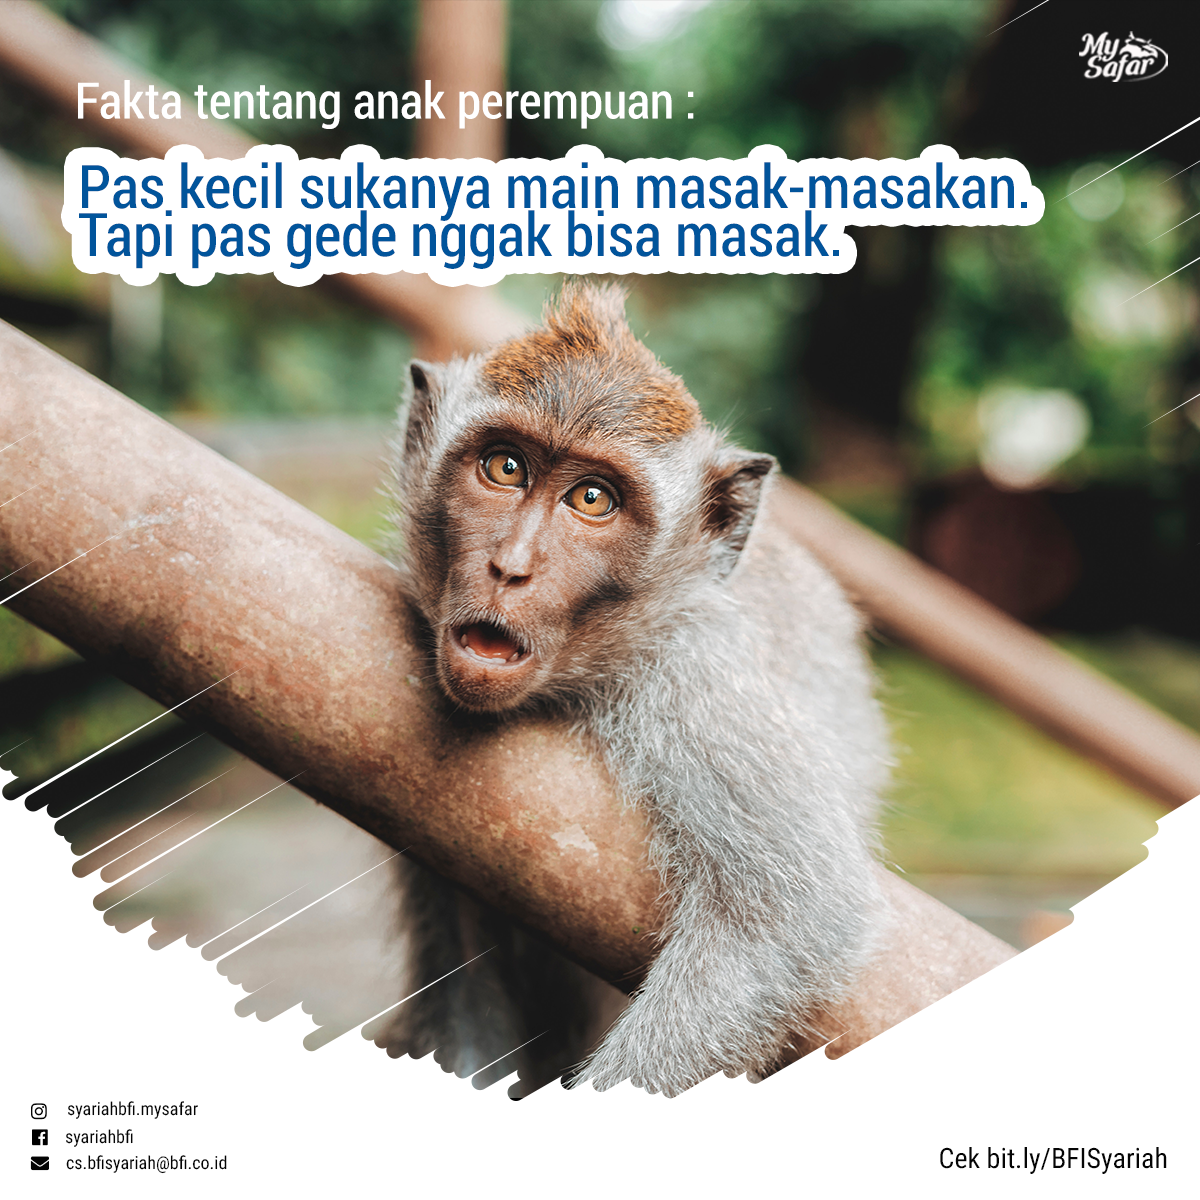 My Safar
Fakta tentang anak perempuan :
Pas kecil sukanya main masak-masakan.
Tapi pas gede nggak bisa masak.
syariahbfi.mysafar
syariahbfi
cs.bfisyariah@bfi.co.id
Cek bit.ly/BFISyariah